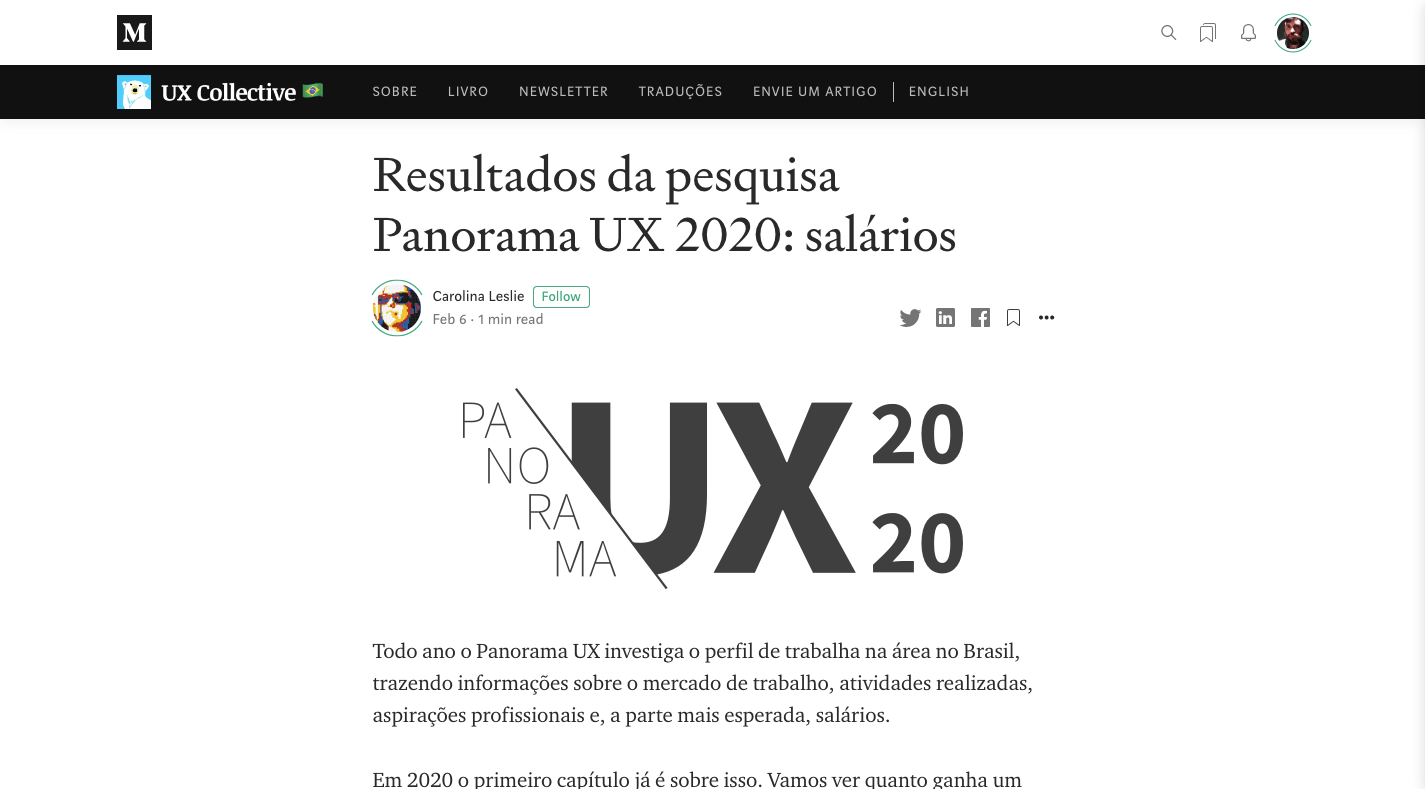 M
UX Collective
SOBRE LIVRO NEWSLETTER TRADUÇÕES ENVIE UM ARTIGO ENGLISH
Resultados da pesquisa
Panorama UX 2020: salários
Carolina Leslie Follow
Feb 6 · 1 min read
PA
NO
RA
MA
UX
20
20
Todo ano o Panorama UX investiga o perfil de trabalha na área no Brasil,
trazendo informações sobre o mercado de trabalho, atividades realizadas,
aspirações profissionais e, a parte mais esperada, salários.
Em 2020 o primeiro capítulo já é sobre isso. Vamos ver quanto ganha um